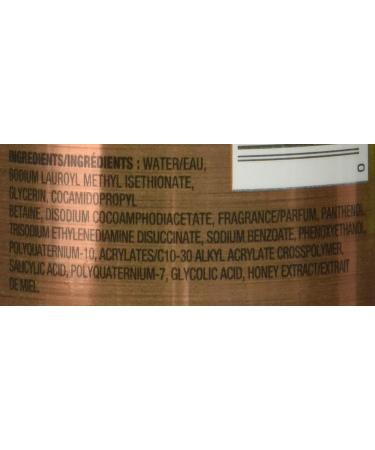 INGREDIENTS/INGRÉDIENTS : WATER/EAU,
SODIUM LAUROYL METHYL ISETHIONATE,
GLYCERIN, COCAMIDOPROPYL
BETAINE, DISODIUM COCOAMPHODIACETATE, FRAGRANCE/PARFUM, PANTHENOL,
TRISODIUM ETHYLENEDIAMINE DISUCCINATE, SODIUM BENZOATE, PHENOXYETHANOL,
POLYQUATERNIUM-10, ACRYLATES/C10-30 ALKYL ACRYLATE CROSSPOLYMER,
SALICYLIC ACID, POLYQUATERNIUM-7, GLYCOLIC ACID, HONEY EXTRACT/EXTRAIT
DE MIEL.
0